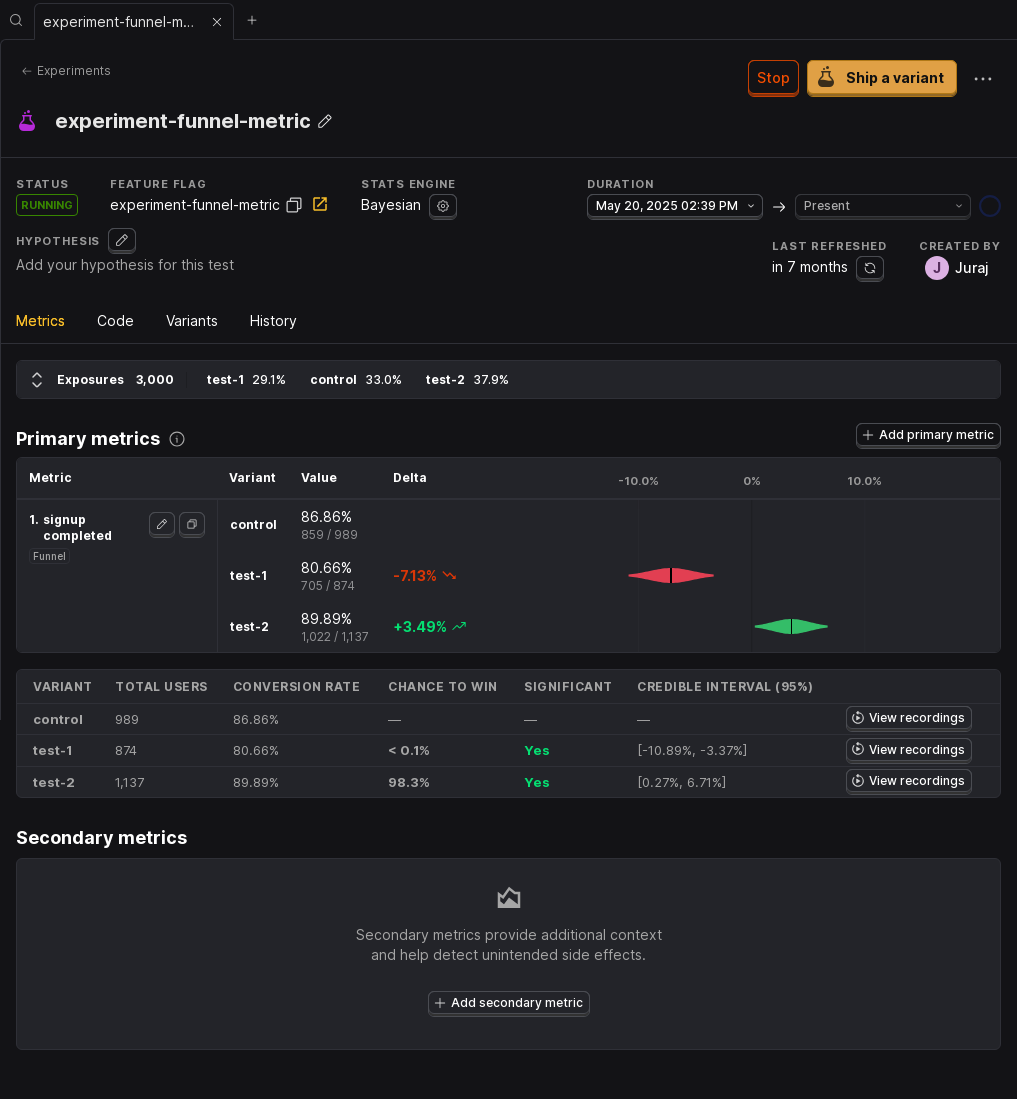 experiment-funnel-m...
Experiments
Stop
Ship a variant
experiment-funnel-metric
STATUS
FEATURE FLAG
STATS ENGINE
DURATION
RUNNING
experiment-funnel-metric
Bayesian
May 20, 2025 02:39 PM
Present
HYPOTHESIS
Add your hypothesis for this test
LAST REFRESHED
CREATED BY
in 7 months
J
Juraj
Metrics
Code
Variants
History
Exposures 3,000 test-1 29.1% control 33.0% test-2 37.9%
Primary metrics
Add primary metric
Metric Variant Value Delta -10.0% 0% 10.0%
1. signup completed
Funnel
control 86.86%
859 / 989
test-1 80.66% -7.13%
705 / 874
test-2 89.89% +3.49%
1,022 / 1,137
VARIANT TOTAL USERS CONVERSION RATE CHANCE TO WIN SIGNIFICANT CREDIBLE INTERVAL (95%)
control 989 86.86% — — — View recordings
test-1 874 80.66% < 0.1% Yes [-10.89%, -3.37%] View recordings
test-2 1,137 89.89% 98.3% Yes [0.27%, 6.71%] View recordings
Secondary metrics
Secondary metrics provide additional context
and help detect unintended side effects.
Add secondary metric